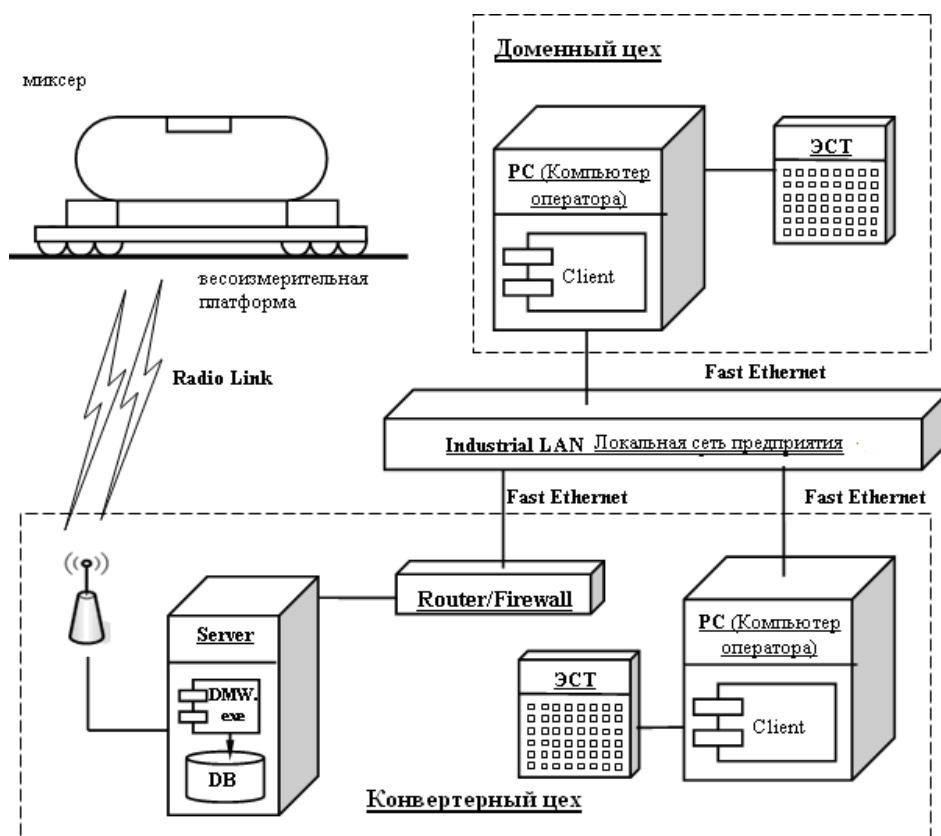 Доменный цех
миксер
ЭСТ
PC (Компьютер
оператора)
Client
весоизмерительная
платформа
Radio Link
Fast Ethernet
Industrial LAN Локальная сеть предприятия
Fast Ethernet
Fast Ethernet
Router/Firewall
Server
PC (Компьютер
оператора)
ЭСТ
DMW.
exe
Client
DB
Конвертерный цех